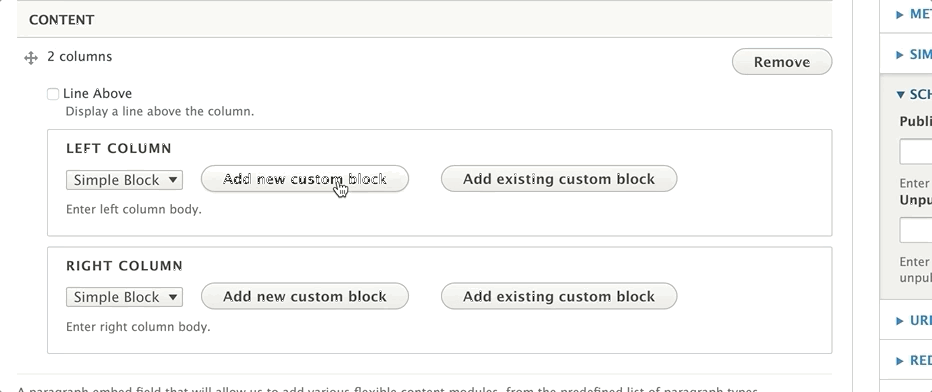 CONTENT
2 columns
Remove
Line Above
Display a line above the column.
LEFT COLUMN
Simple Block
Add new custom block
Add existing custom block
Enter left column body.
RIGHT COLUMN
Simple Block
Add new custom block
Add existing custom block
Enter right column body.
A paragraph embed field that will allow us to add various flexible content modules, from the predefined list of paragraph types.
MET
SIM
SCH
Publi
Enter
Unpu
Enter
unpul
URL
RED